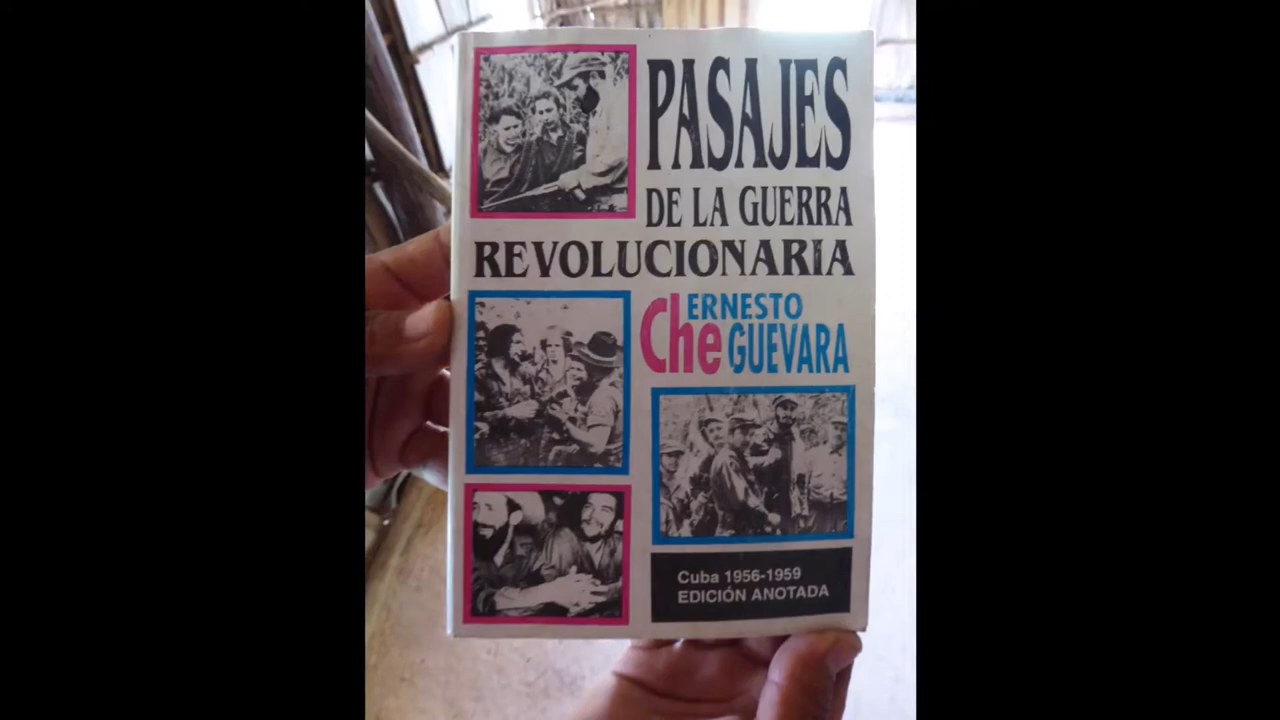 PASAJES
DE LA GUERRA
REVOLUCIONARIA
ERNESTO
Che GUEVARA
Cuba 1956-1959
EDICIÓN ANOTADA